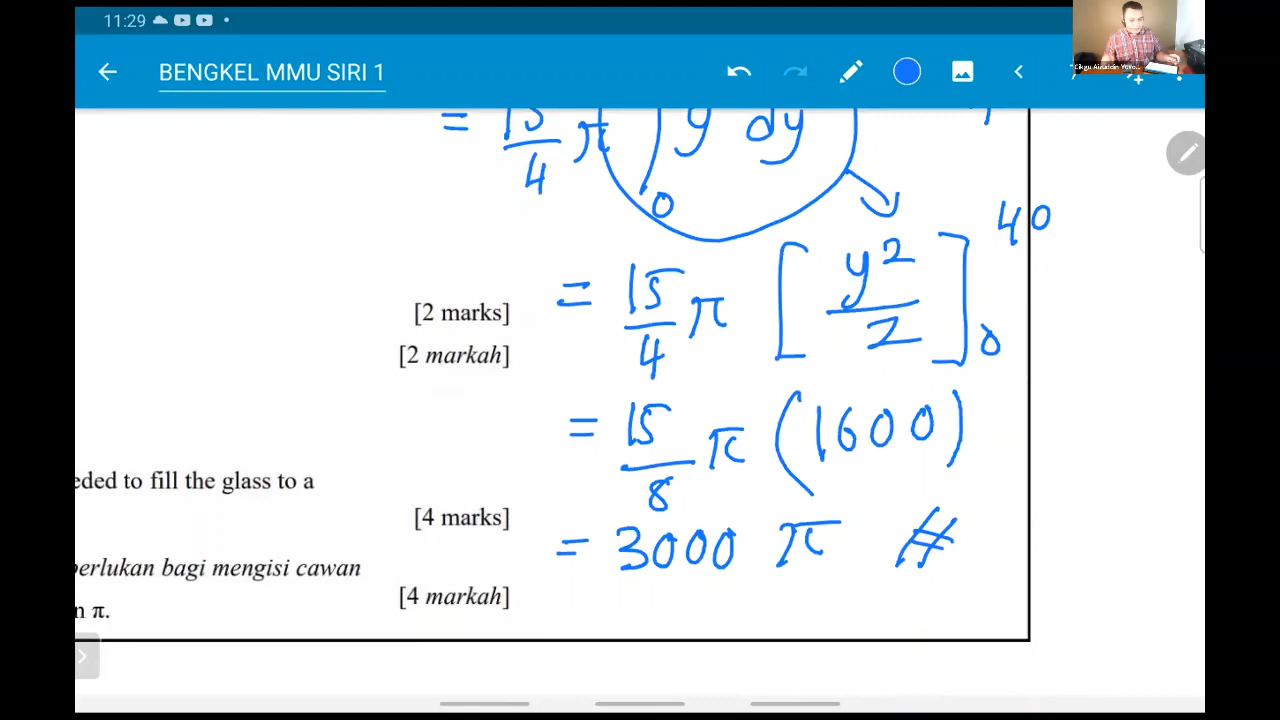 11:29
BENGKEL MMU SIRI 1
= 15/4 π ∫ y dy
0
= 15/4 π [ y²/2 ] 40 0
[2 marks]
[2 markah]
= 15/8 π (1600)
eded to fill the glass to a
[4 marks]
= 3000 π #
perlukan bagi mengisi cawan
[4 markah]
n π.